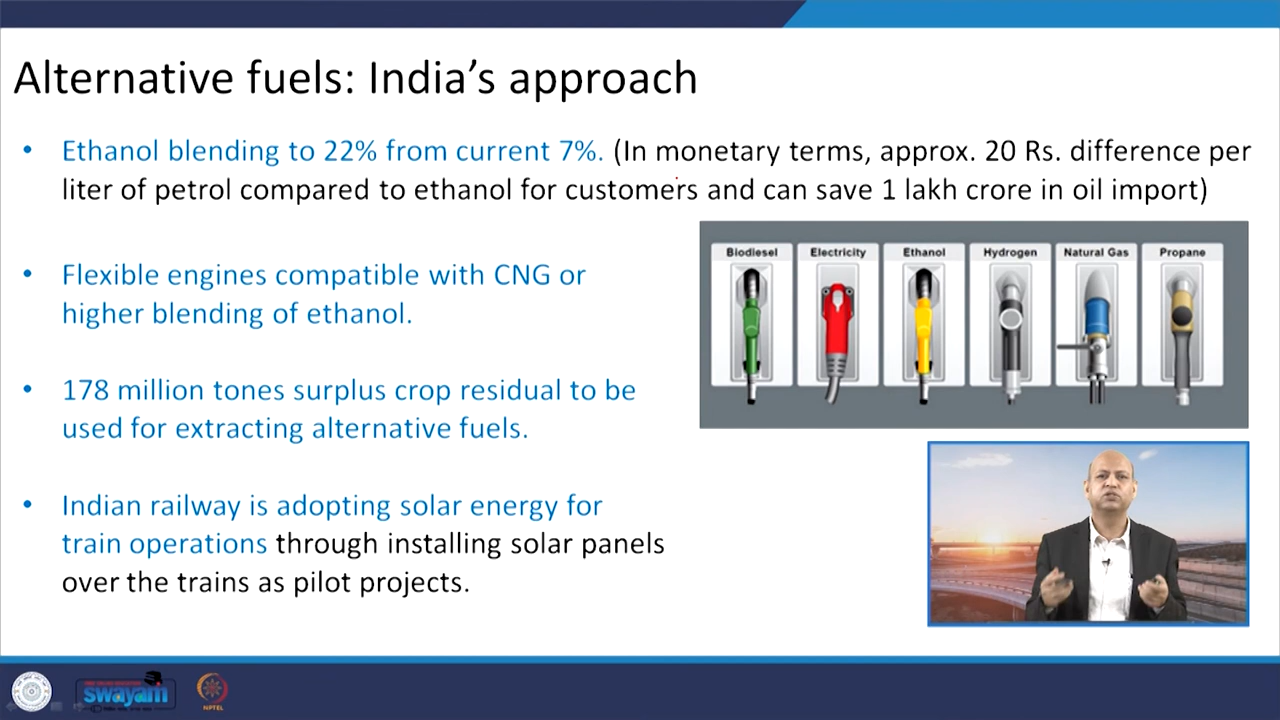 Alternative fuels: India's approach
• Ethanol blending to 22% from current 7%. (In monetary terms, approx. 20 Rs. difference per
liter of petrol compared to ethanol for customers and can save 1 lakh crore in oil import)
• Flexible engines compatible with CNG or
higher blending of ethanol.
• 178 million tones surplus crop residual to be
used for extracting alternative fuels.
• Indian railway is adopting solar energy for
train operations through installing solar panels
over the trains as pilot projects.
Biodiesel Electricity Ethanol Hydrogen Natural Gas Propane
swayam
NPTEL